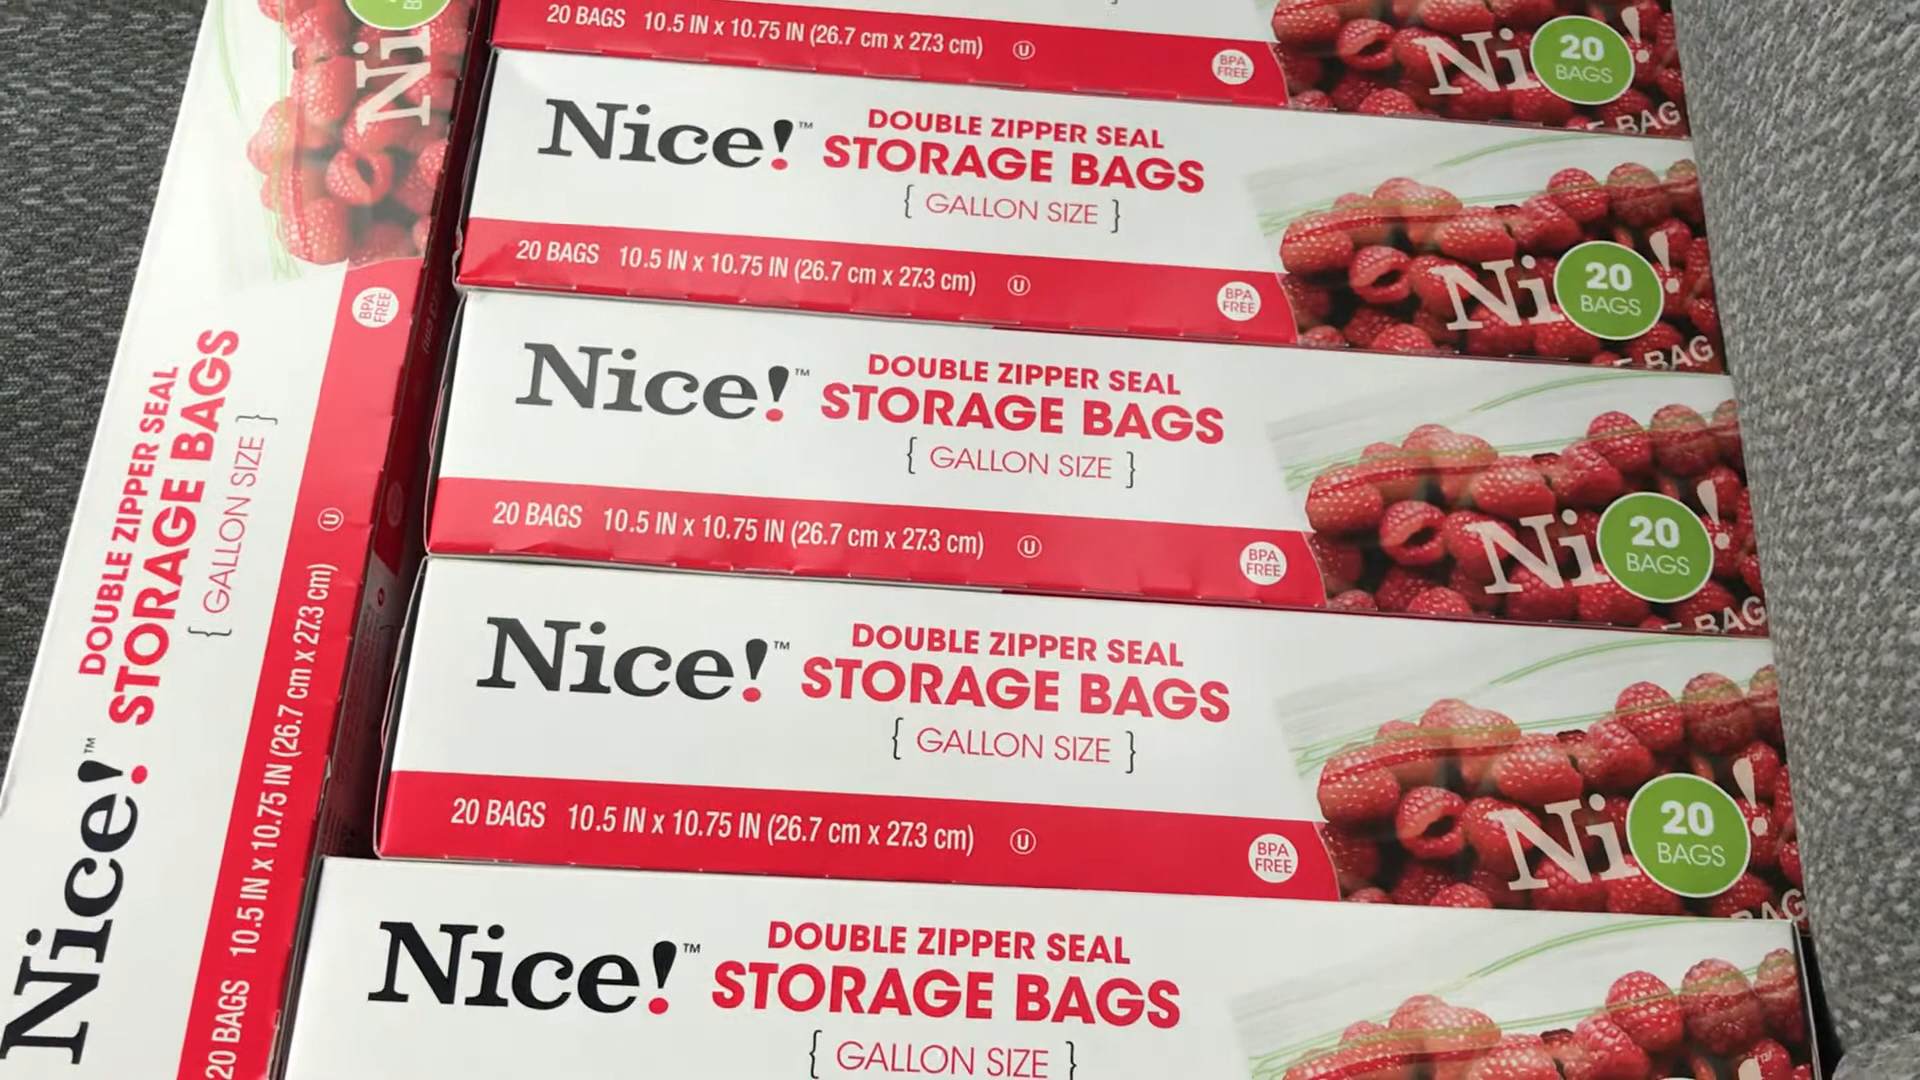 20 BAGS 10.5 IN x 10.75 IN (26.7 cm x 27.3 cm) U
BPA FREE
Ni !
20 BAGS
BAG
Nice!™ DOUBLE ZIPPER SEAL
STORAGE BAGS
{ GALLON SIZE }
20 BAGS 10.5 IN x 10.75 IN (26.7 cm x 27.3 cm) U
BPA FREE
Ni !
20 BAGS
BAG
Nice!™ DOUBLE ZIPPER SEAL
STORAGE BAGS
{ GALLON SIZE }
20 BAGS 10.5 IN x 10.75 IN (26.7 cm x 27.3 cm) U
BPA FREE
Ni !
20 BAGS
BAG
Nice!™ DOUBLE ZIPPER SEAL
STORAGE BAGS
{ GALLON SIZE }
20 BAGS 10.5 IN x 10.75 IN (26.7 cm x 27.3 cm) U
BPA FREE
Ni !
20 BAGS
BAG
Nice!™ DOUBLE ZIPPER SEAL
STORAGE BAGS
{ GALLON SIZE }
Nice!™ DOUBLE ZIPPER SEAL
STORAGE BAGS
{ GALLON SIZE }
20 BAGS 10.5 IN x 10.75 IN (26.7 cm x 27.3 cm) U
BPA FREE
Ni